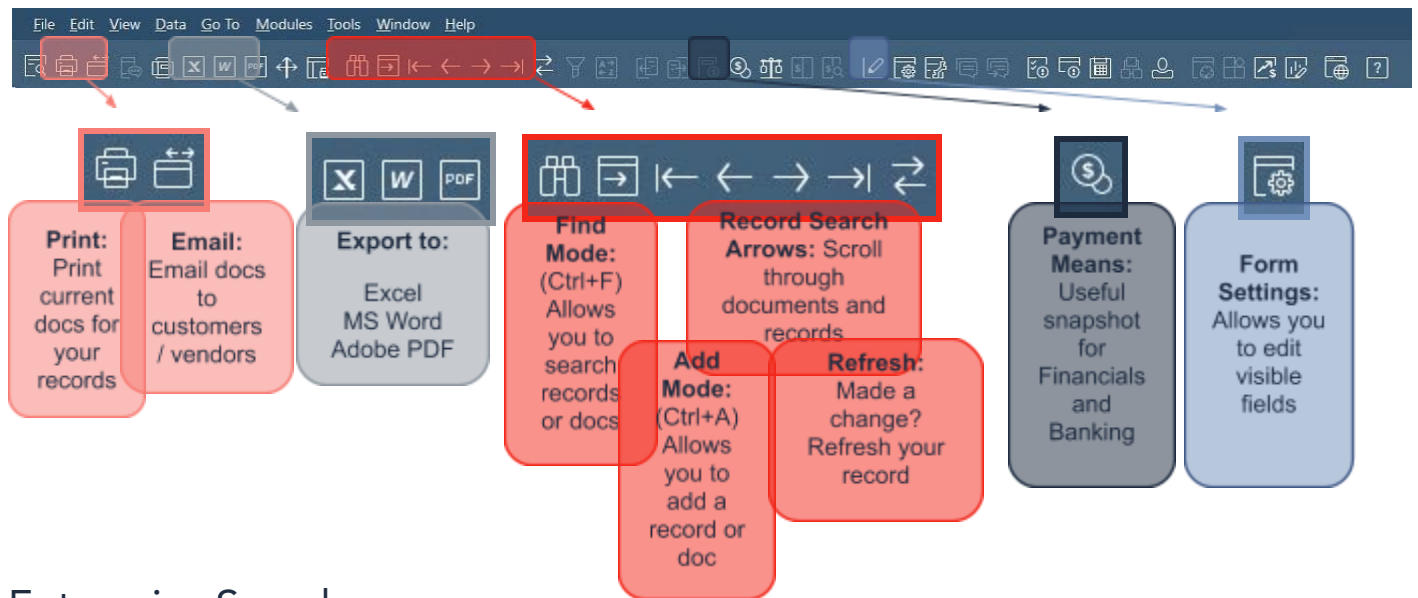 File Edit View Data Go To Modules Tools Window Help
X W PDF
?
X W PDF
Print:
Print
current
docs for
your
records
Email:
Email docs
to
customers
/ vendors
Export to:
Excel
MS Word
Adobe PDF
Find
Mode:
(Ctrl+F)
Allows
you to
search
records
or docs
Record Search
Arrows: Scroll
through
documents and
records
Add
Mode:
(Ctrl+A)
Allows
you to
add a
record or
doc
Refresh:
Made a
change?
Refresh your
record
Payment
Means:
Useful
snapshot
for
Financials
and
Banking
Form
Settings:
Allows you
to edit
visible
fields